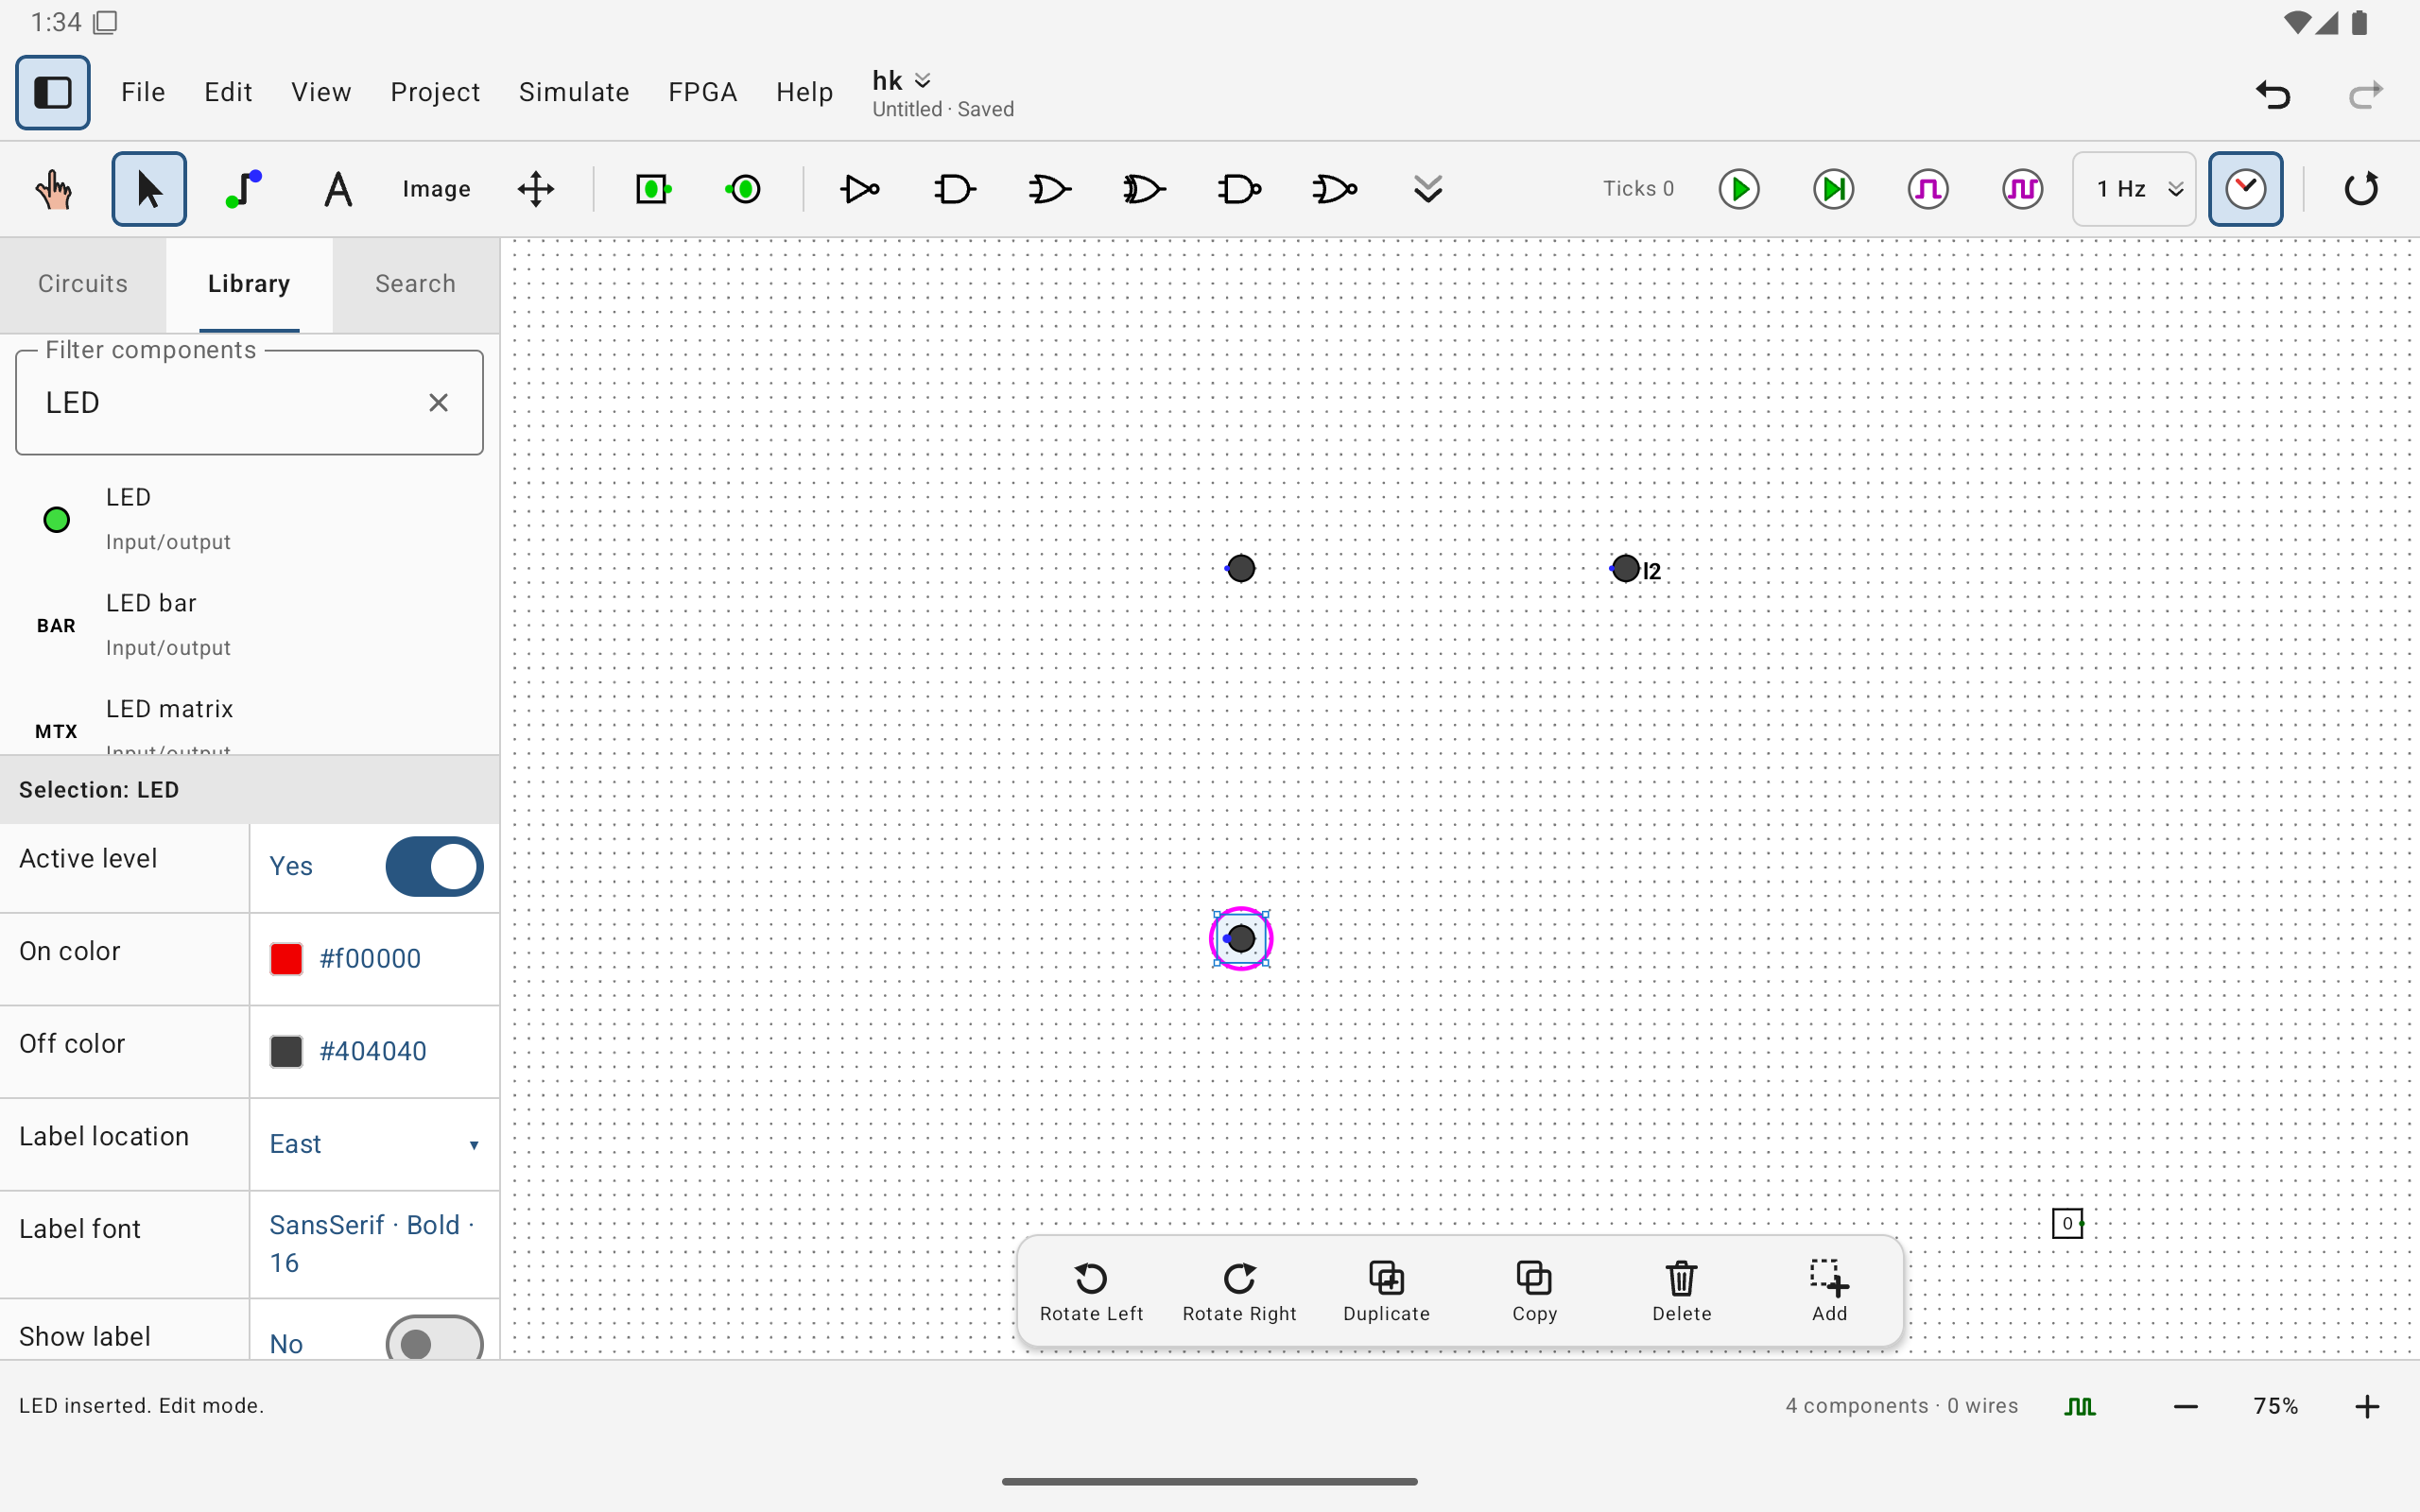 1:34
File Edit View Project Simulate FPGA Help
hk
Untitled · Saved
Image
Ticks 0
1 Hz
Circuits Library Search
Filter components
LED
LED
Input/output
BAR
LED bar
Input/output
MTX
LED matrix
Input/output
Selection: LED
Active level Yes
On color #f00000
Off color #404040
Label location East
Label font SansSerif · Bold · 16
Show label No
l2
0
Rotate Left Rotate Right Duplicate Copy Delete Add
LED inserted. Edit mode.
4 components · 0 wires
75%